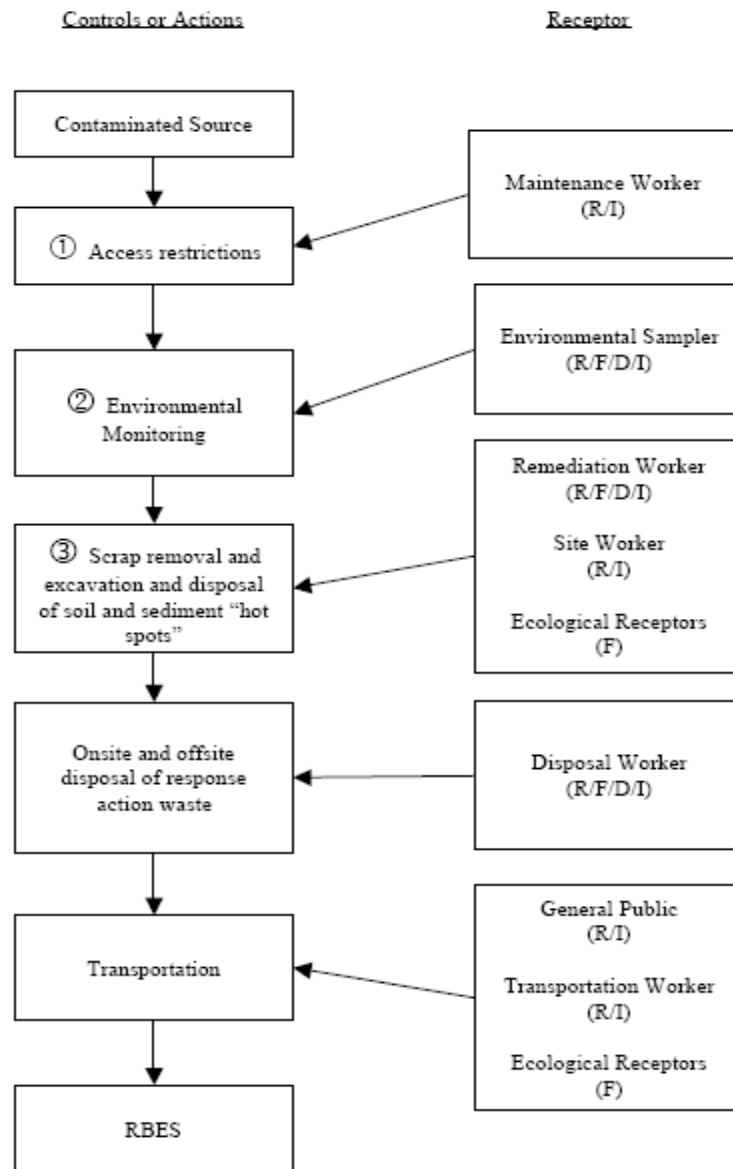 Controls or Actions
Receptor
Contaminated Source
Maintenance Worker
(R/I)
① Access restrictions
Environmental Sampler
(R/F/D/I)
② Environmental
Monitoring
Remediation Worker
(R/F/D/I)
Site Worker
(R/I)
Ecological Receptors
(F)
③ Scrap removal and
excavation and disposal
of soil and sediment “hot
spots”
Onsite and offsite
disposal of response
action waste
Disposal Worker
(R/F/D/I)
General Public
(R/I)
Transportation Worker
(R/I)
Ecological Receptors
(F)
Transportation
RBES